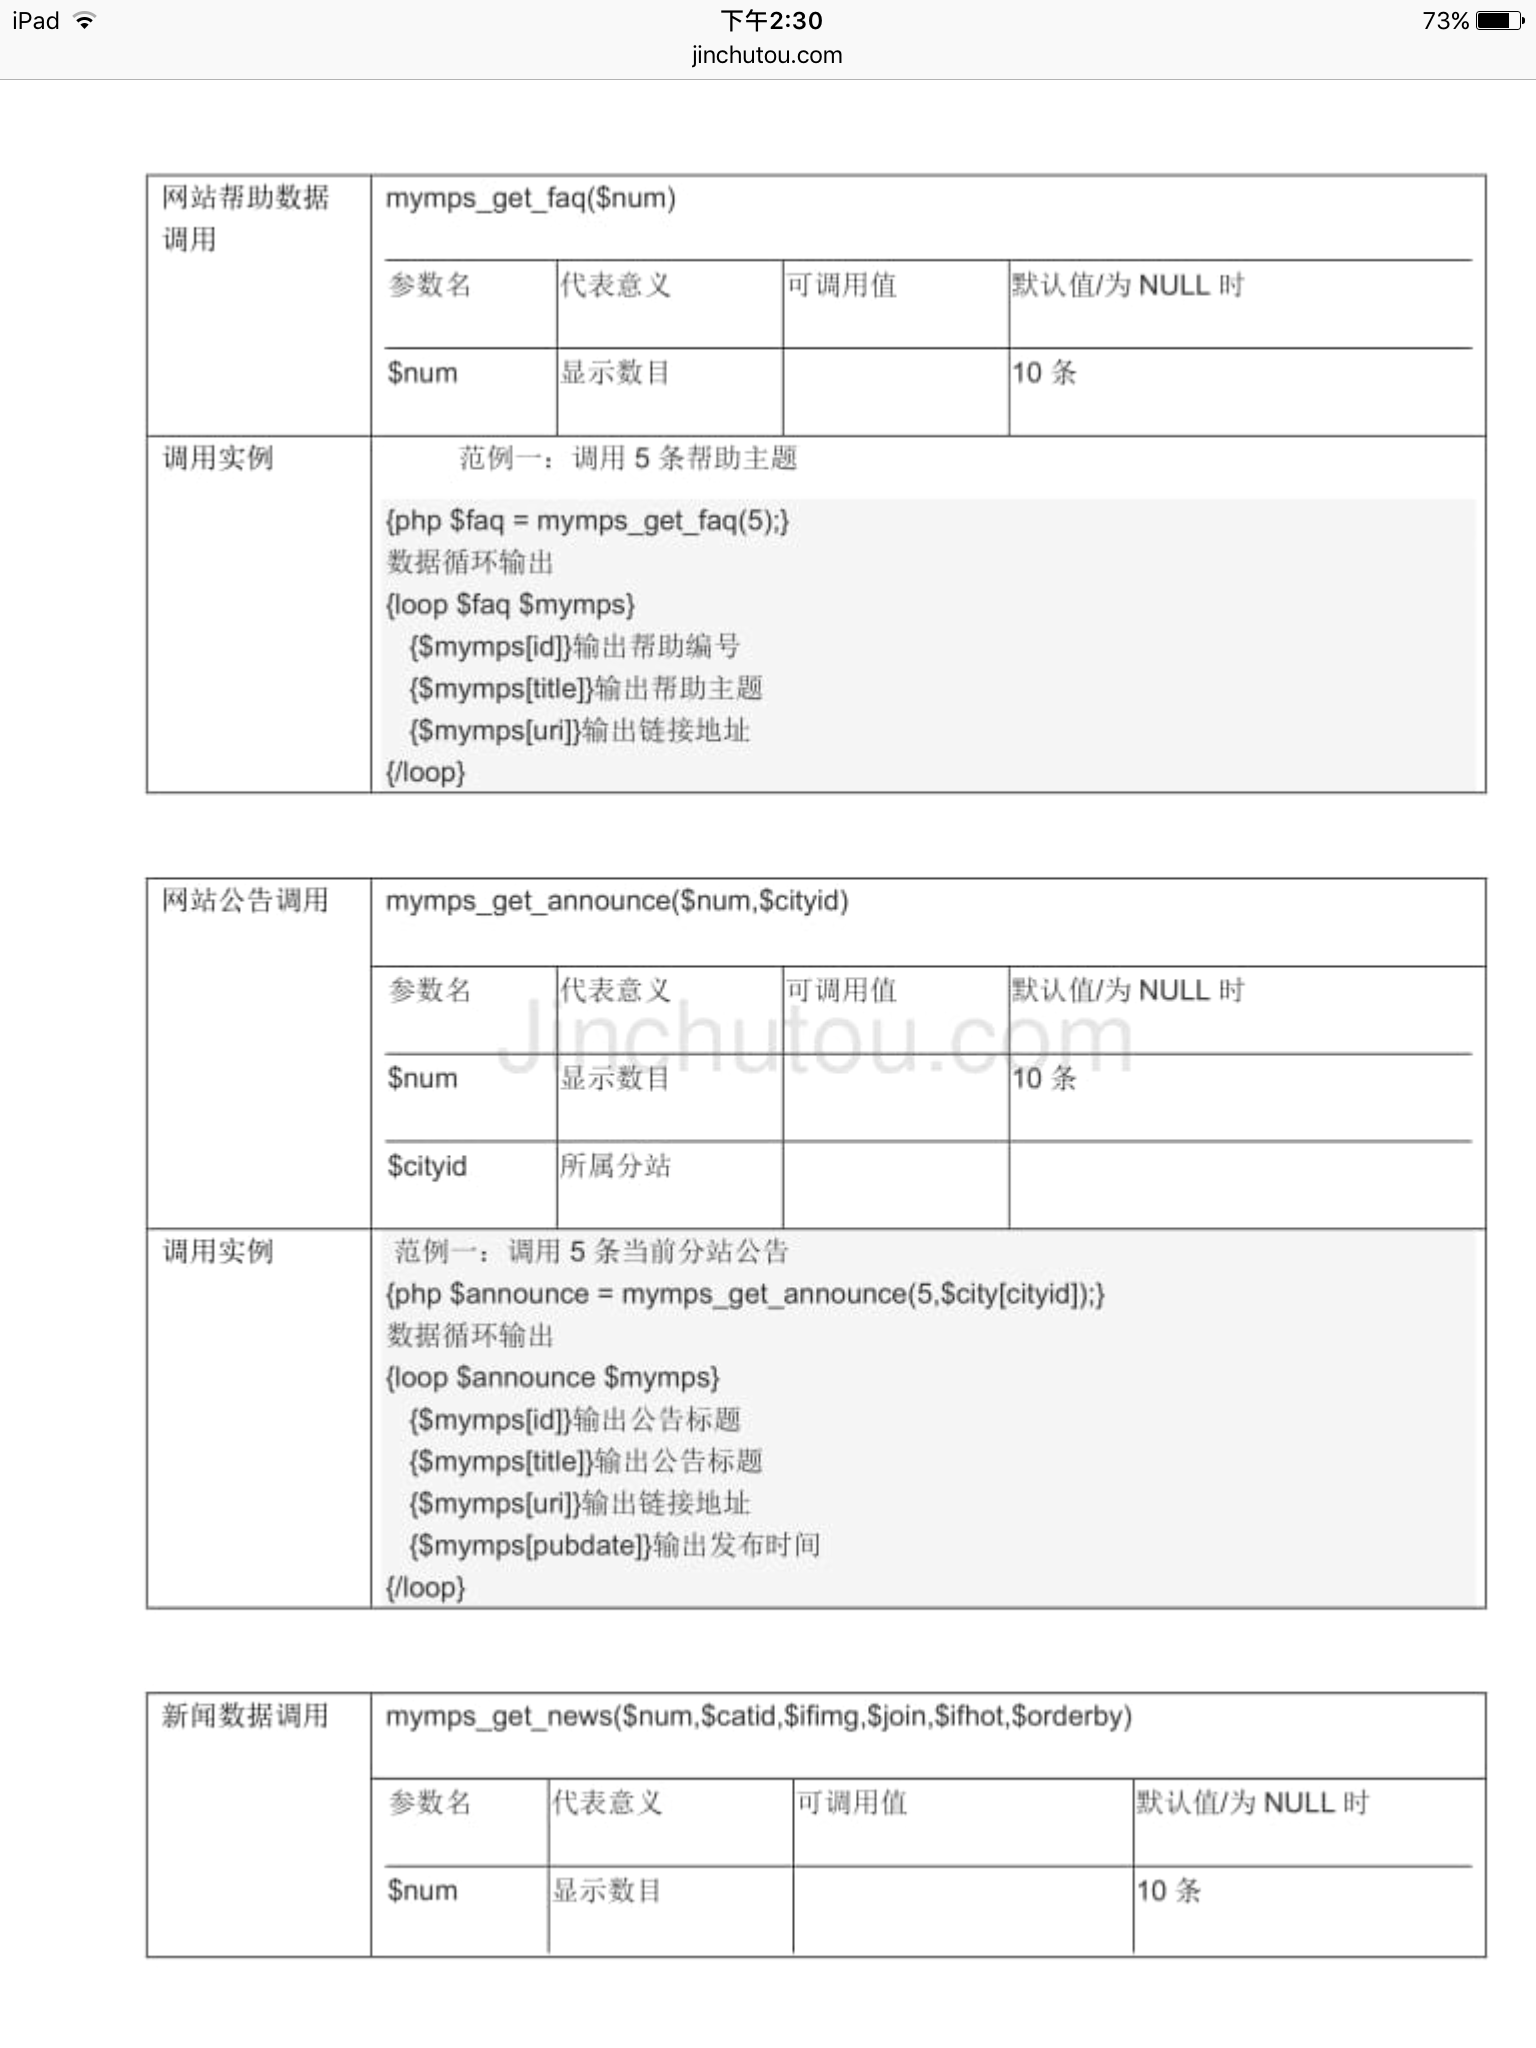 iPad
下午2:30
73%
jinchutou.com
网站帮助数据
调用
mymps_get_faq($num)
参数名 代表意义 可调用值 默认值/为 NULL 时
$num 显示数目 10 条
调用实例
范例一：调用 5 条帮助主题
{php $faq = mymps_get_faq(5);}
数据循环输出
{loop $faq $mymps}
{$mymps[id]}输出帮助编号
{$mymps[title]}输出帮助主题
{$mymps[uri]}输出链接地址
{/loop}
网站公告调用
mymps_get_announce($num,$cityid)
参数名 代表意义 可调用值 默认值/为 NULL 时
Jinchutou.com
$num 显示数目 10 条
$cityid 所属分站
调用实例
范例一：调用 5 条当前分站公告
{php $announce = mymps_get_announce(5,$city[cityid]);}
数据循环输出
{loop $announce $mymps}
{$mymps[id]}输出公告标题
{$mymps[title]}输出公告标题
{$mymps[uri]}输出链接地址
{$mymps[pubdate]}输出发布时间
{/loop}
新闻数据调用
mymps_get_news($num,$catid,$ifimg,$join,$ifhot,$orderby)
参数名 代表意义 可调用值 默认值/为 NULL 时
$num 显示数目 10 条